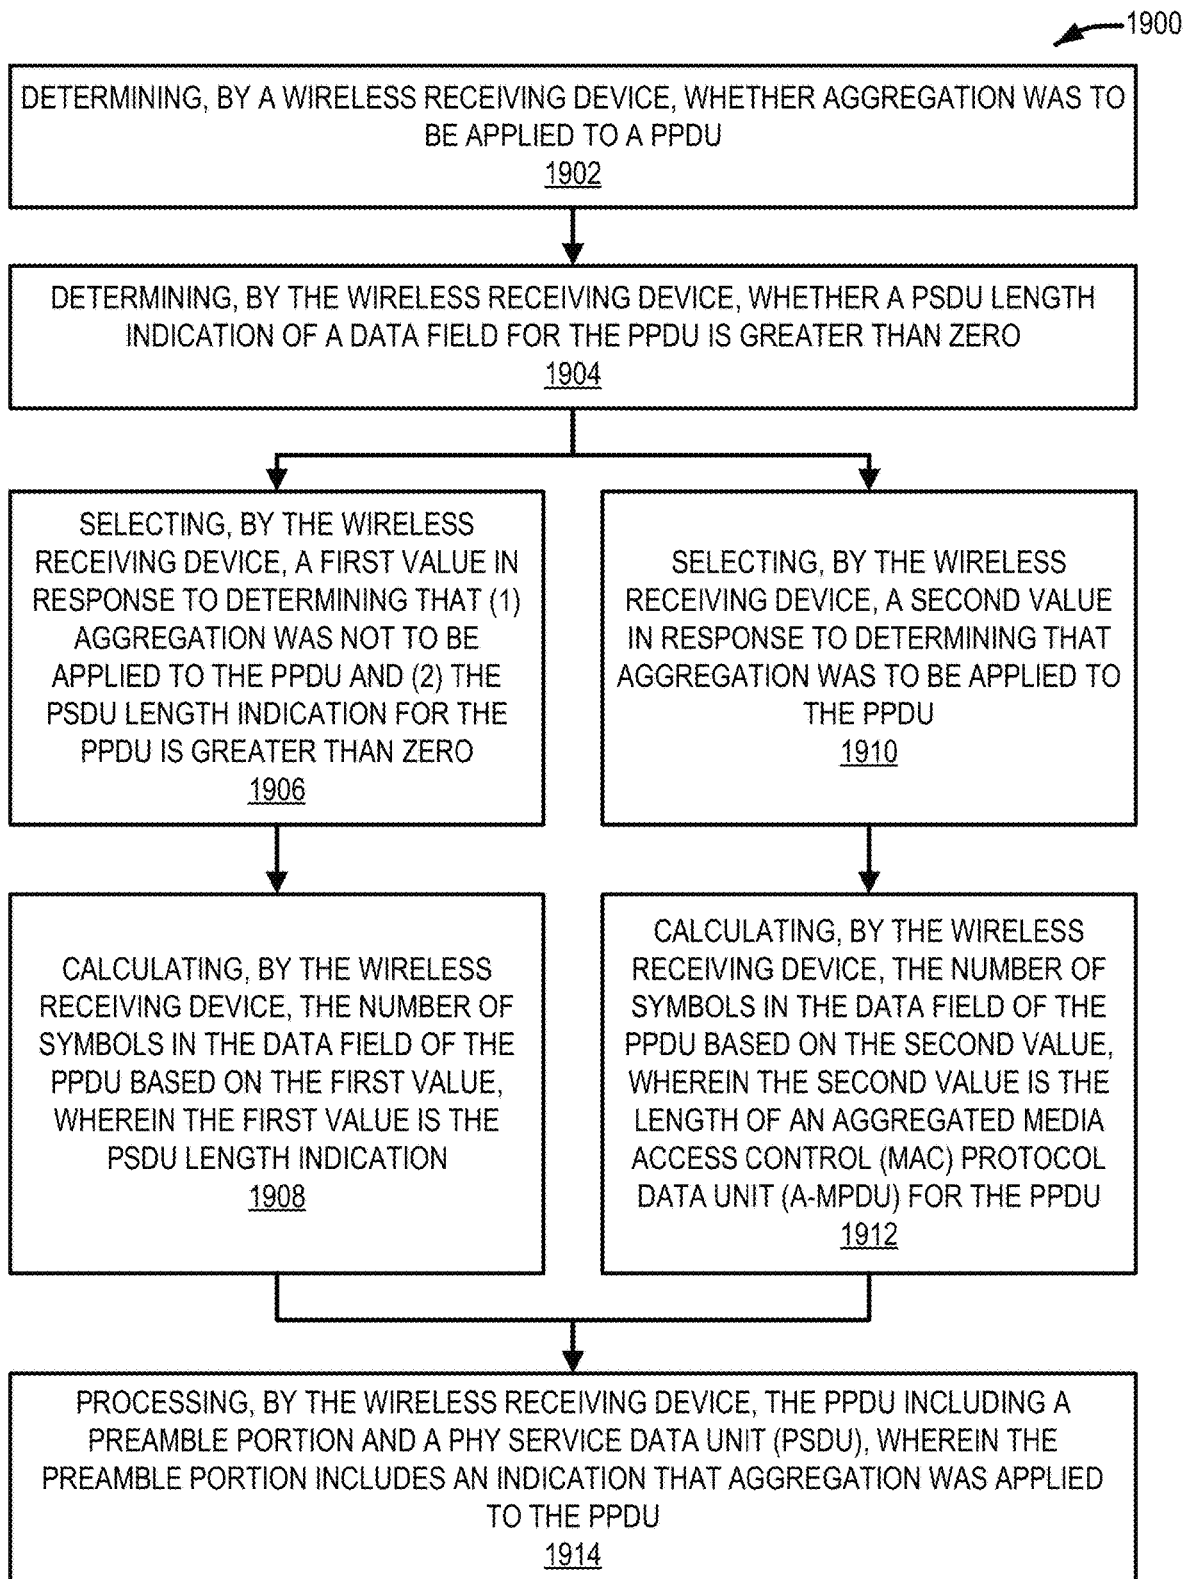 1900
DETERMINING, BY A WIRELESS RECEIVING DEVICE, WHETHER AGGREGATION WAS TO
BE APPLIED TO A PPDU
1902
DETERMINING, BY THE WIRELESS RECEIVING DEVICE, WHETHER A PSDU LENGTH
INDICATION OF A DATA FIELD FOR THE PPDU IS GREATER THAN ZERO
1904
SELECTING, BY THE WIRELESS
RECEIVING DEVICE, A FIRST VALUE IN
RESPONSE TO DETERMINING THAT (1)
AGGREGATION WAS NOT TO BE
APPLIED TO THE PPDU AND (2) THE
PSDU LENGTH INDICATION FOR THE
PPDU IS GREATER THAN ZERO
1906
SELECTING, BY THE WIRELESS
RECEIVING DEVICE, A SECOND VALUE
IN RESPONSE TO DETERMINING THAT
AGGREGATION WAS TO BE APPLIED TO
THE PPDU
1910
CALCULATING, BY THE WIRELESS
RECEIVING DEVICE, THE NUMBER OF
SYMBOLS IN THE DATA FIELD OF THE
PPDU BASED ON THE FIRST VALUE,
WHEREIN THE FIRST VALUE IS THE
PSDU LENGTH INDICATION
1908
CALCULATING, BY THE WIRELESS
RECEIVING DEVICE, THE NUMBER OF
SYMBOLS IN THE DATA FIELD OF THE
PPDU BASED ON THE SECOND VALUE,
WHEREIN THE SECOND VALUE IS THE
LENGTH OF AN AGGREGATED MEDIA
ACCESS CONTROL (MAC) PROTOCOL
DATA UNIT (A-MPDU) FOR THE PPDU
1912
PROCESSING, BY THE WIRELESS RECEIVING DEVICE, THE PPDU INCLUDING A
PREAMBLE PORTION AND A PHY SERVICE DATA UNIT (PSDU), WHEREIN THE
PREAMBLE PORTION INCLUDES AN INDICATION THAT AGGREGATION WAS APPLIED
TO THE PPDU
1914